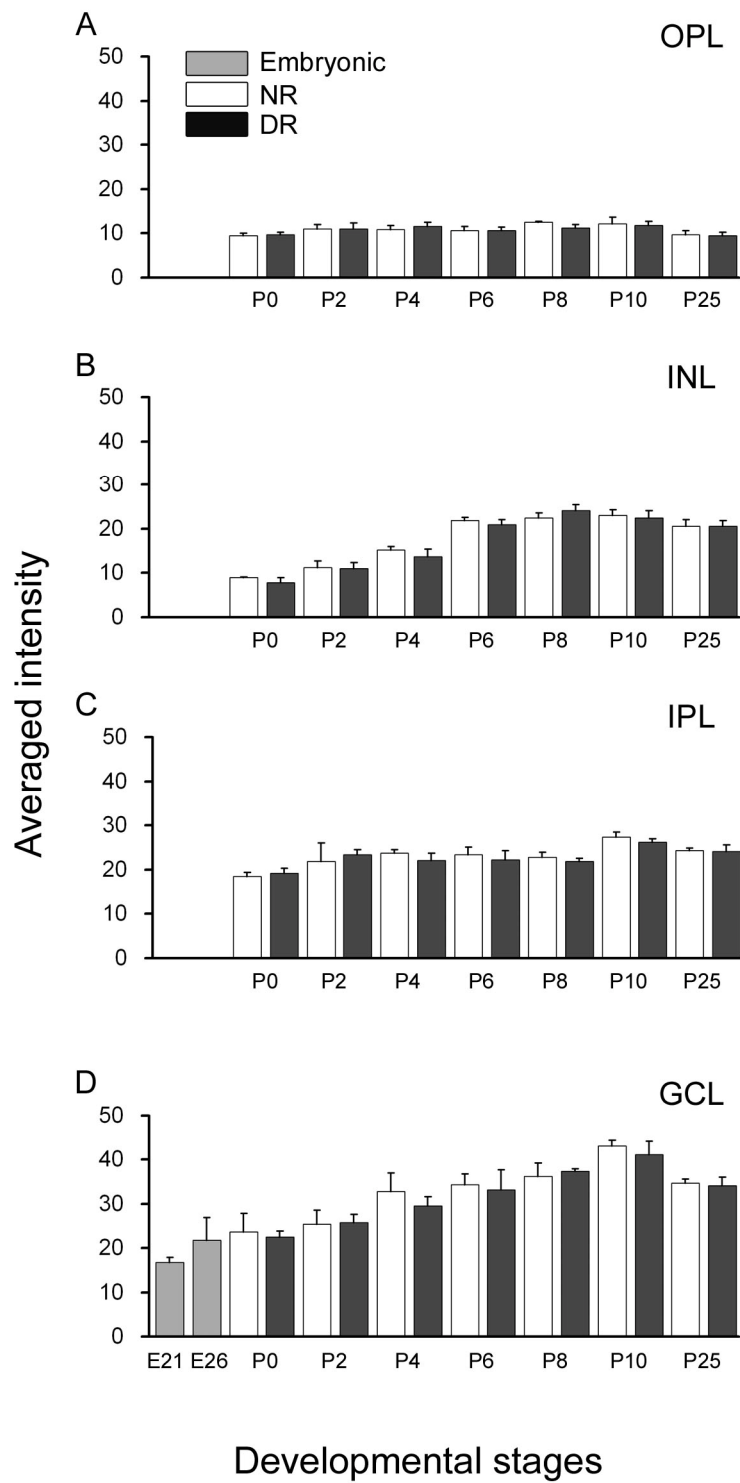 A
OPL
50
40
30
20
10
0
Embryonic
NR
DR
P0 P2 P4 P6 P8 P10 P25
B
INL
50
40
30
20
10
0
P0 P2 P4 P6 P8 P10 P25
Averaged intensity
C
IPL
50
40
30
20
10
0
P0 P2 P4 P6 P8 P10 P25
D
GCL
50
40
30
20
10
0
E21 E26 P0 P2 P4 P6 P8 P10 P25
Developmental stages